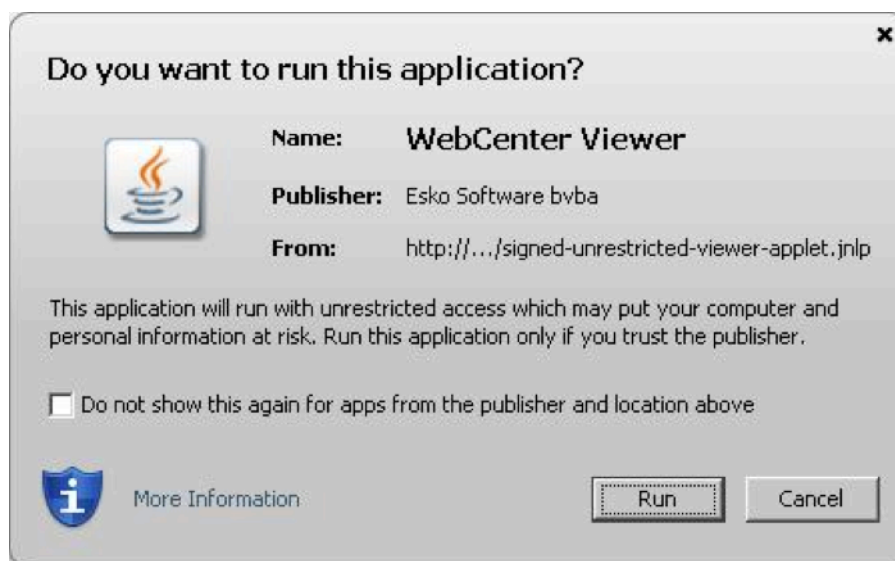 Do you want to run this application?
Name: WebCenter Viewer
Publisher: Esko Software bvba
From: http://.../signed-unrestricted-viewer-applet.jnlp
This application will run with unrestricted access which may put your computer and
personal information at risk. Run this application only if you trust the publisher.
Do not show this again for apps from the publisher and location above
More Information
Run
Cancel